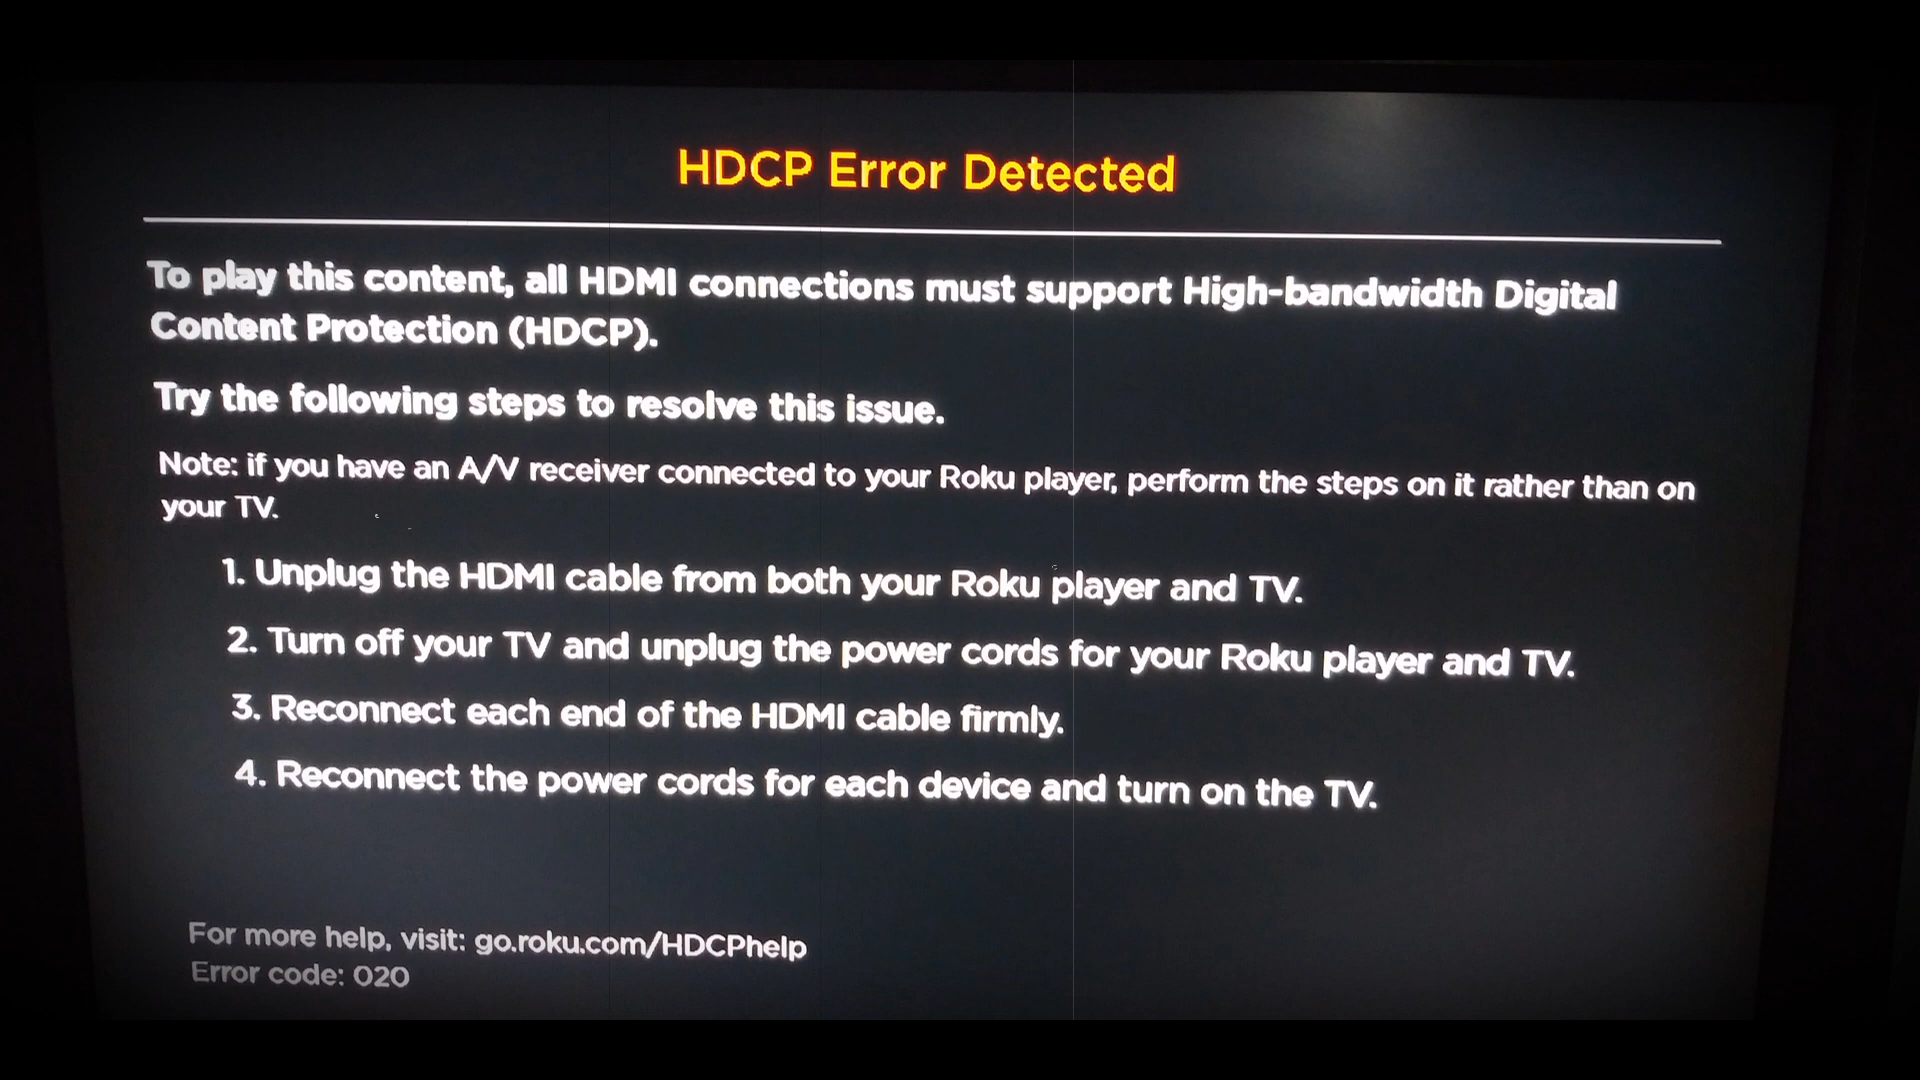 HDCP Error Detected
To play this content, all HDMI connections must support High-bandwidth Digital
Content Protection (HDCP).
Try the following steps to resolve this issue.
Note: if you have an A/V receiver connected to your Roku player, perform the steps on it rather than on
your TV.
1. Unplug the HDMI cable from both your Roku player and TV.
2. Turn off your TV and unplug the power cords for your Roku player and TV.
3. Reconnect each end of the HDMI cable firmly.
4. Reconnect the power cords for each device and turn on the TV.
For more help, visit: go.roku.com/HDCPhelp
Error code: 020